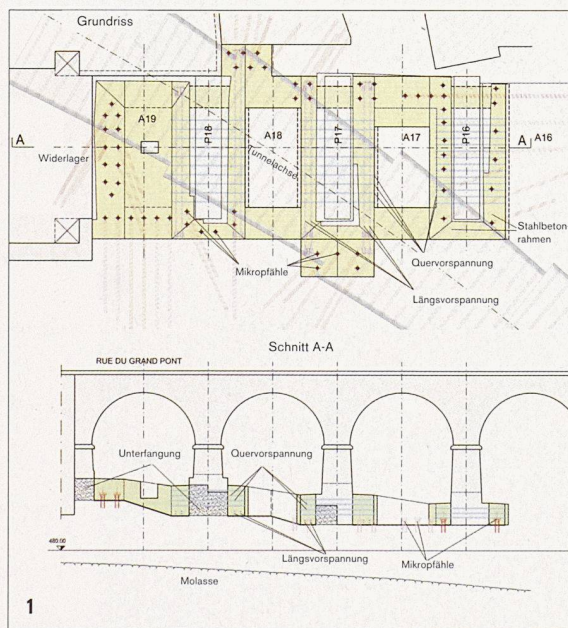 Grundriss
A19
P18
A18
P17
A17
P16
A
A
A16
Widerlager
Tunnelachse
Stahlbeton-
rahmen
Mikropfähle
Quervorspannung
Längsvorspannung
Schnitt A-A
RUE DU GRAND PONT
Unterfangung
Quervorspannung
Längsvorspannung
Mikropfähle
480.00
Molasse
1